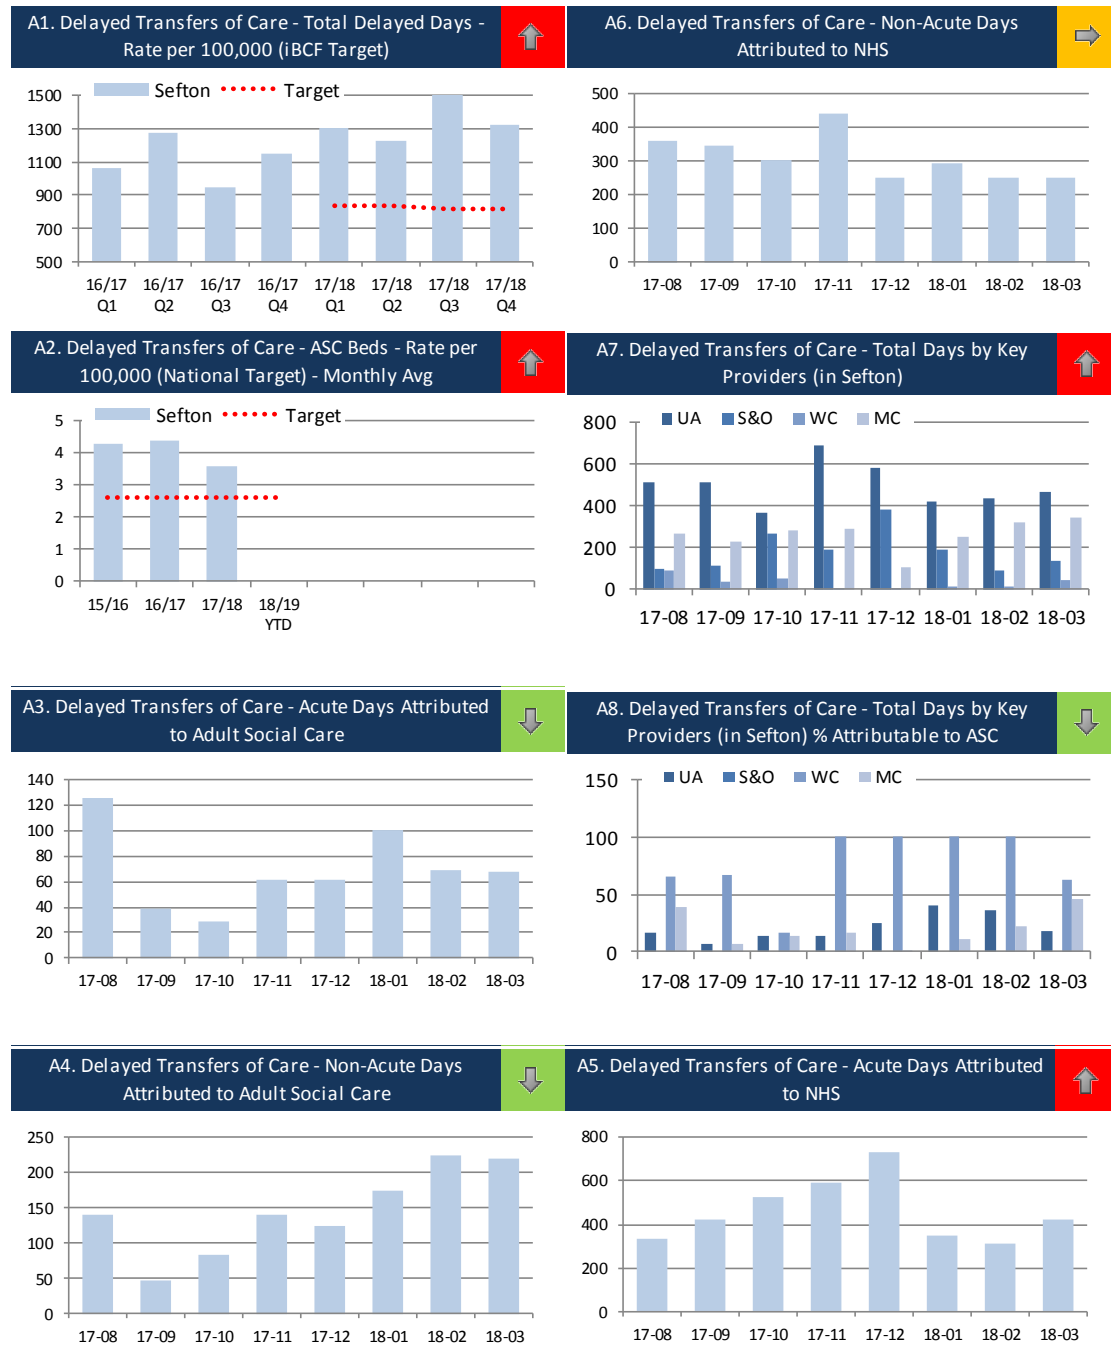 A1. Delayed Transfers of Care - Total Delayed Days -
Rate per 100,000 (iBCF Target)
Sefton
Target
1500
1300
1100
900
700
500
16/17 16/17 16/17 16/17 17/18 17/18 17/18 17/18
Q1 Q2 Q3 Q4 Q1 Q2 Q3 Q4
A6. Delayed Transfers of Care - Non-Acute Days
Attributed to NHS
500
400
300
200
100
0
17-08 17-09 17-10 17-11 17-12 18-01 18-02 18-03
A2. Delayed Transfers of Care - ASC Beds - Rate per
100,000 (National Target) - Monthly Avg
Sefton
Target
5
4
3
2
1
0
15/16 16/17 17/18 18/19
YTD
A7. Delayed Transfers of Care - Total Days by Key
Providers (in Sefton)
UA S&O WC MC
800
600
400
200
0
17-08 17-09 17-10 17-11 17-12 18-01 18-02 18-03
A3. Delayed Transfers of Care - Acute Days Attributed
to Adult Social Care
140
120
100
80
60
40
20
0
17-08 17-09 17-10 17-11 17-12 18-01 18-02 18-03
A8. Delayed Transfers of Care - Total Days by Key
Providers (in Sefton) % Attributable to ASC
UA S&O WC MC
150
100
50
0
17-08 17-09 17-10 17-11 17-12 18-01 18-02 18-03
A4. Delayed Transfers of Care - Non-Acute Days
Attributed to Adult Social Care
250
200
150
100
50
0
17-08 17-09 17-10 17-11 17-12 18-01 18-02 18-03
A5. Delayed Transfers of Care - Acute Days Attributed
to NHS
800
600
400
200
0
17-08 17-09 17-10 17-11 17-12 18-01 18-02 18-03